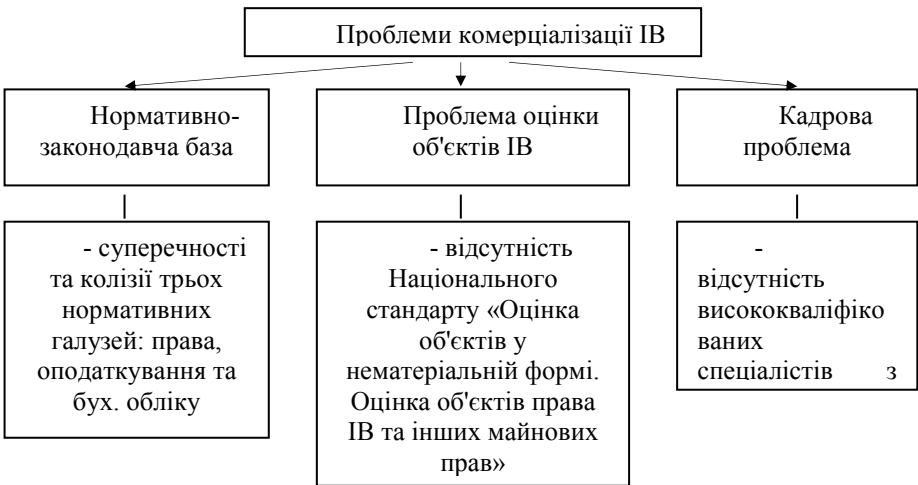 Проблеми комерціалізації ІВ
Нормативно-
законодавча база
Проблема оцінки
об'єктів ІВ
Кадрова
проблема
- суперечності
та колізії трьох
нормативних
галузей: права,
оподаткування та
бух. обліку
- відсутність
Національного
стандарту «Оцінка
об'єктів у
нематеріальній формі.
Оцінка об'єктів права
ІВ та інших майнових
прав»
-
відсутність
висококваліфіко
ваних
спеціалістів з